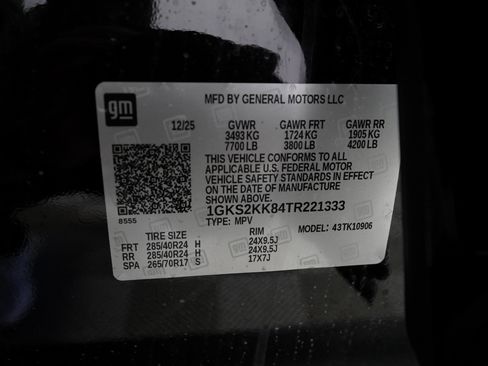 gm
MFD BY GENERAL MOTORS LLC
12/25 GVWR GAWR FRT GAWR RR
3493 KG 1724 KG 1905 KG
7700 LB 3800 LB 4200 LB
THIS VEHICLE CONFORMS TO ALL
APPLICABLE U.S. FEDERAL MOTOR
VEHICLE SAFETY STANDARDS IN EFFECT
ON THE DATE OF MANUFACTURE
SHOWN ABOVE.
1GKS2KK84TR221333
8555
TYPE: MPV MODEL: 43TK10906
TIRE SIZE RIM
FRT 285/40R24 H 24X9.5J
RR 285/40R24 H 24X9.5J
SPA 265/70R17 S 17X7J